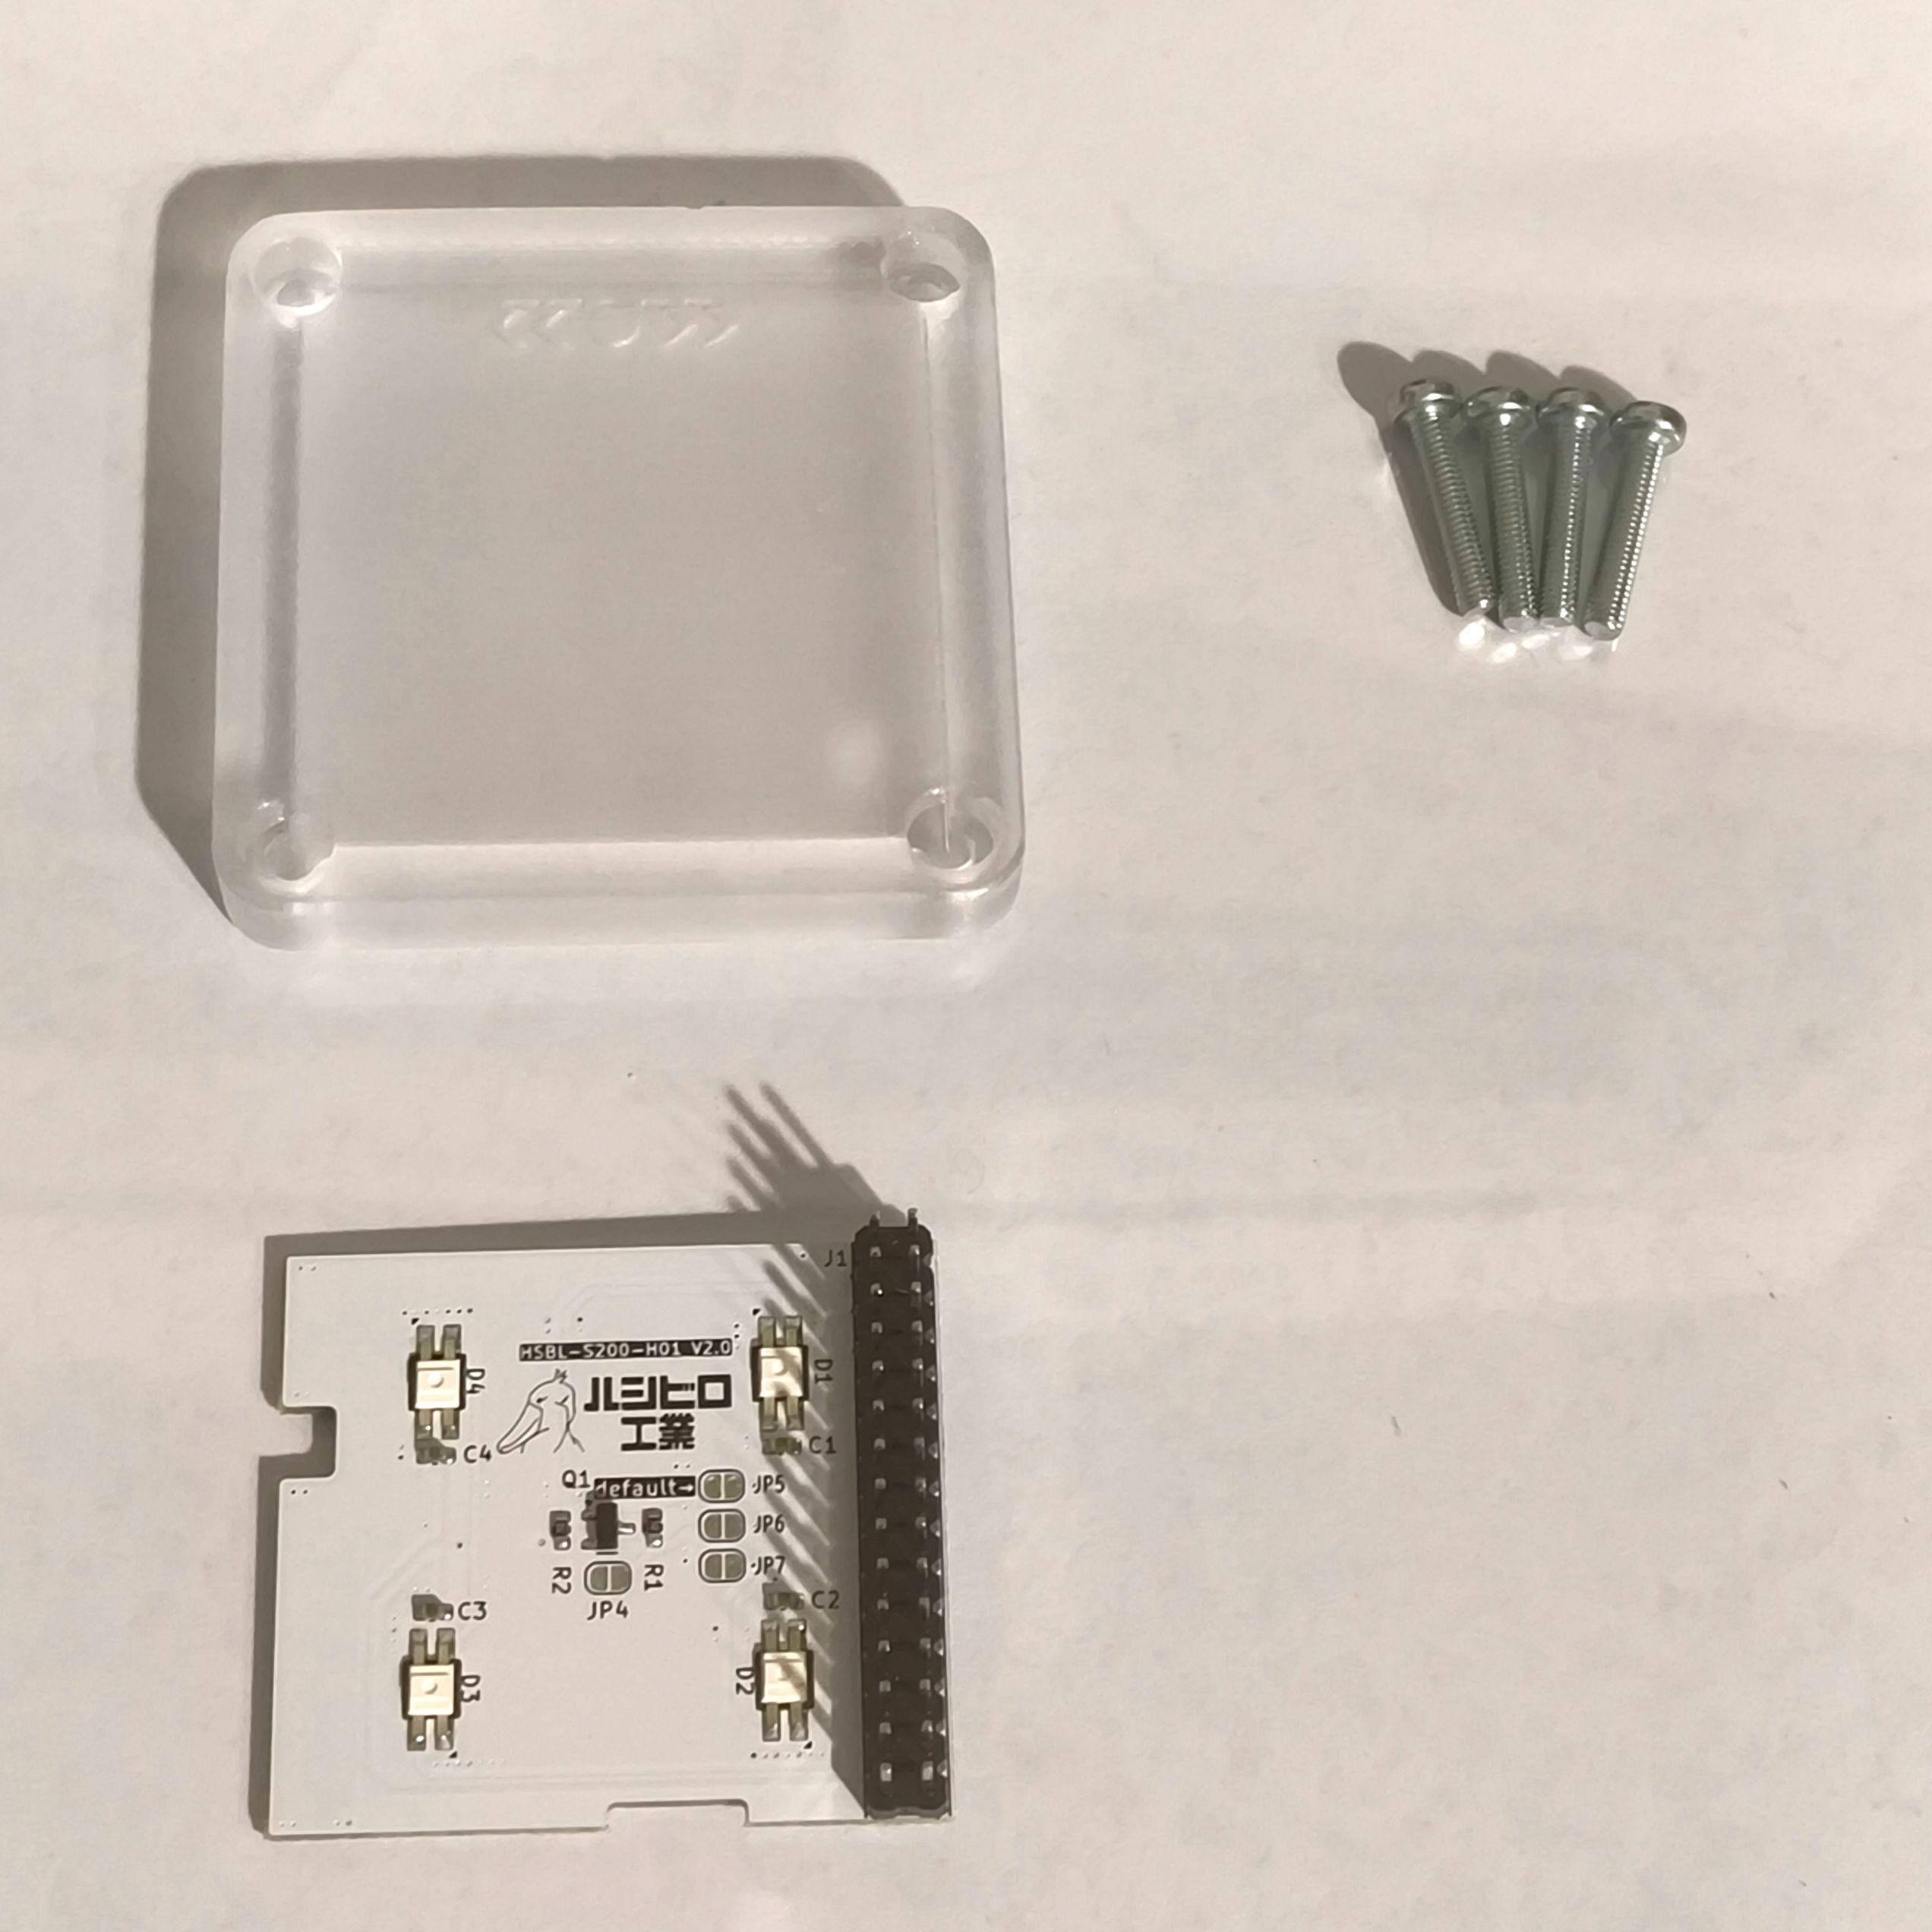 J1
HSBL-S200-H01 V2.0
D4
D1
ハシビロ
工業
C4
C1
Q1
default→
JP5
JP6
JP7
R2
R1
JP4
C3
C2
D3
D2